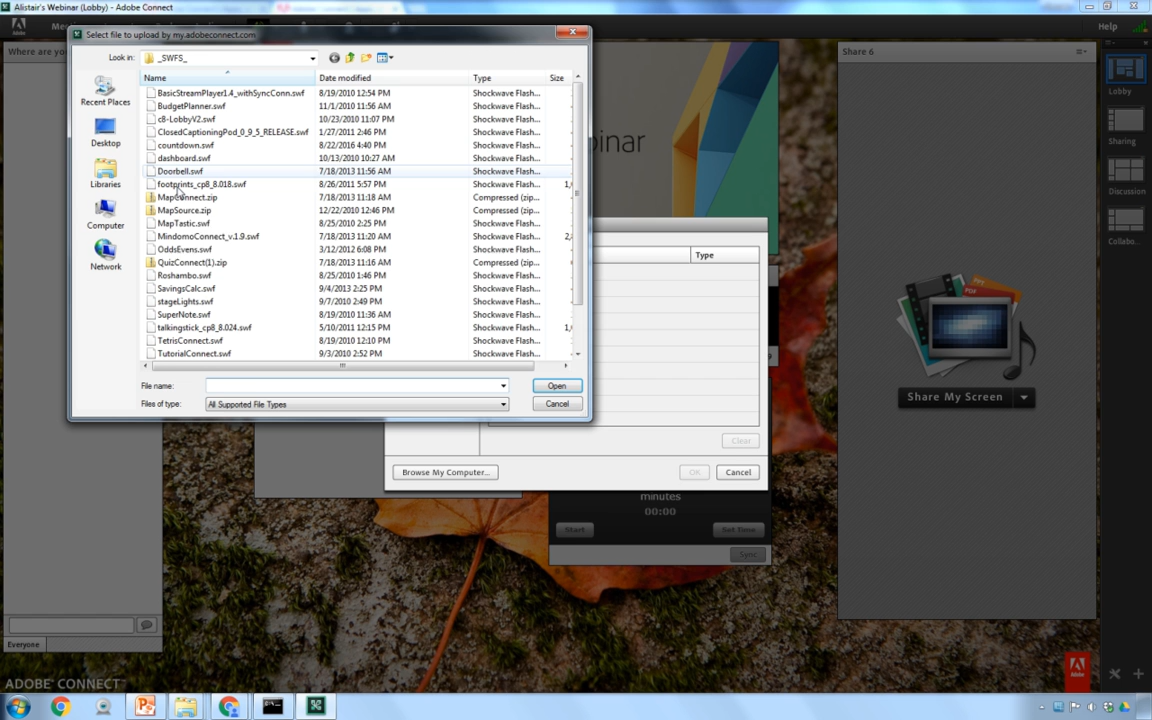 Alistair's Webinar (Lobby) - Adobe Connect
Help
Select file to upload by my.adobeconnect.com
Look in: _SWFS_
Name Date modified Type Size
BasicStreamPlayer1.4_withSyncConn.swf 8/19/2010 12:54 PM Shockwave Flash...
BudgetPlanner.swf 11/1/2010 11:56 AM Shockwave Flash...
c8-LobbyV2.swf 10/23/2010 11:07 PM Shockwave Flash...
ClosedCaptioningPod_0_9_5_RELEASE.swf 1/27/2011 2:46 PM Shockwave Flash...
countdown.swf 8/22/2016 4:40 PM Shockwave Flash...
dashboard.swf 10/13/2010 10:27 AM Shockwave Flash...
Doorbell.swf 7/18/2013 11:56 AM Shockwave Flash...
footprints_cp8_8.018.swf 8/26/2011 5:57 PM Shockwave Flash...
MapConnect.zip 7/18/2013 11:18 AM Compressed (zip...
MapSource.zip 12/22/2010 12:46 PM Compressed (zip...
MapTastic.swf 8/25/2010 2:25 PM Shockwave Flash...
MindomoConnect_v.1.9.swf 7/18/2013 11:20 AM Shockwave Flash...
OddsEvens.swf 3/12/2012 6:08 PM Shockwave Flash...
QuizConnect(1).zip 7/18/2013 11:16 AM Compressed (zip...
Roshambo.swf 8/25/2010 1:46 PM Shockwave Flash...
SavingsCalc.swf 9/4/2013 2:25 PM Shockwave Flash...
stageLights.swf 9/7/2010 2:49 PM Shockwave Flash...
SuperNote.swf 8/19/2010 11:36 AM Shockwave Flash...
talkingstick_cp8_8.024.swf 5/10/2011 12:15 PM Shockwave Flash...
TetrisConnect.swf 8/19/2010 12:10 PM Shockwave Flash...
TutorialConnect.swf 9/3/2010 2:52 PM Shockwave Flash...
Recent Places
Desktop
Libraries
Computer
Network
File name:
Open
Files of type: All Supported File Types
Cancel
Where are you
inar
Type
Clear
Browse My Computer...
OK
Cancel
minutes
00:00
Start
Set Time
Sync
Share 6
Share My Screen
Lobby
Sharing
Discussion
Collabo...
Everyone
ADOBE CONNECT
Adobe